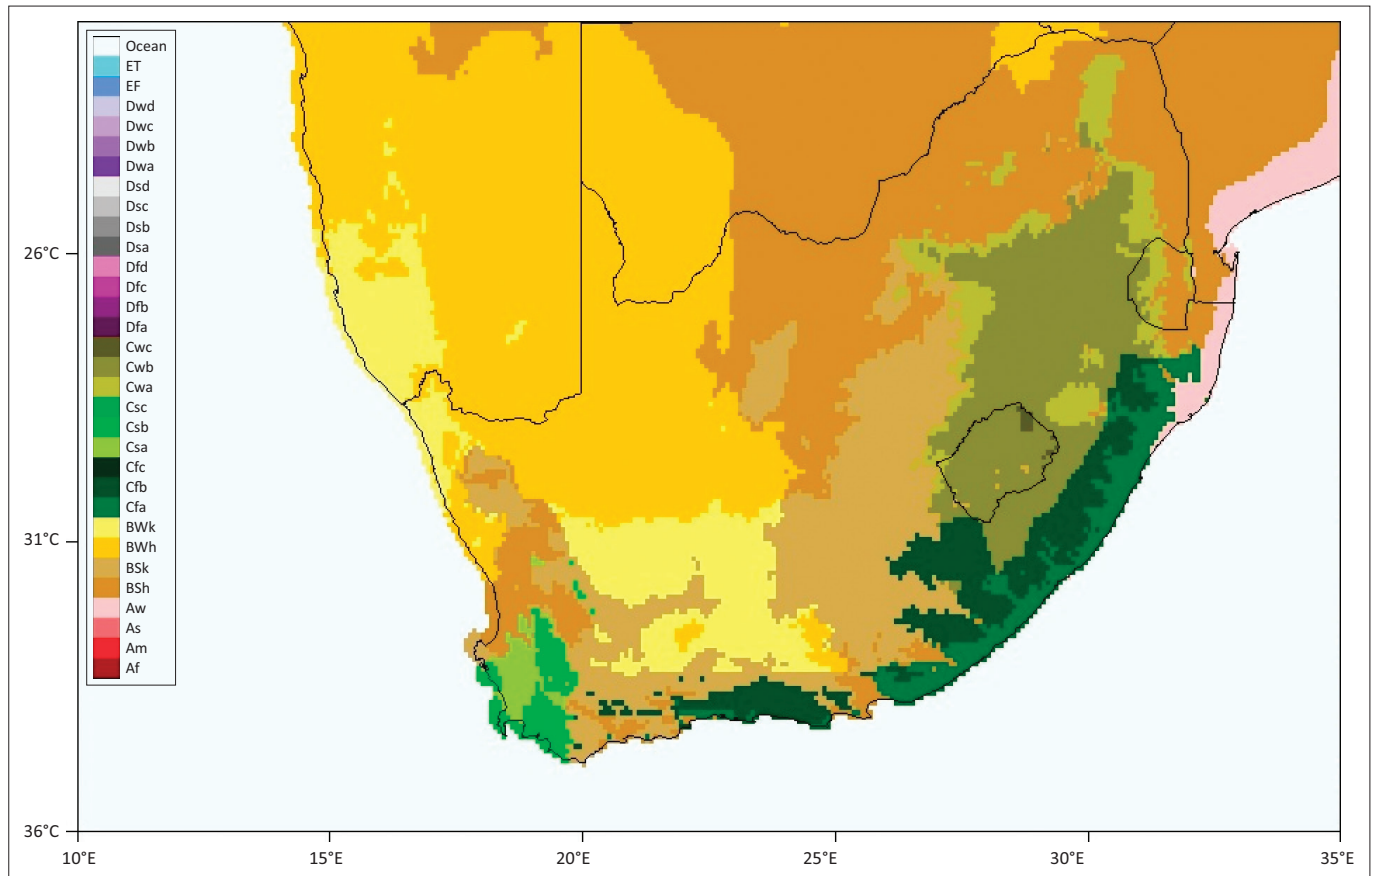 Ocean
ET
EF
Dwd
Dwc
Dwb
Dwa
Dsd
Dsc
Dsb
Dsa
Dfd
Dfc
Dfb
Dfa
Cwc
Cwb
Cwa
Csc
Csb
Csa
Cfc
Cfb
Cfa
BWk
BWh
BSk
BSh
Aw
As
Am
Af
26°C
31°C
36°C
10°E 15°E 20°E 25°E 30°E 35°E